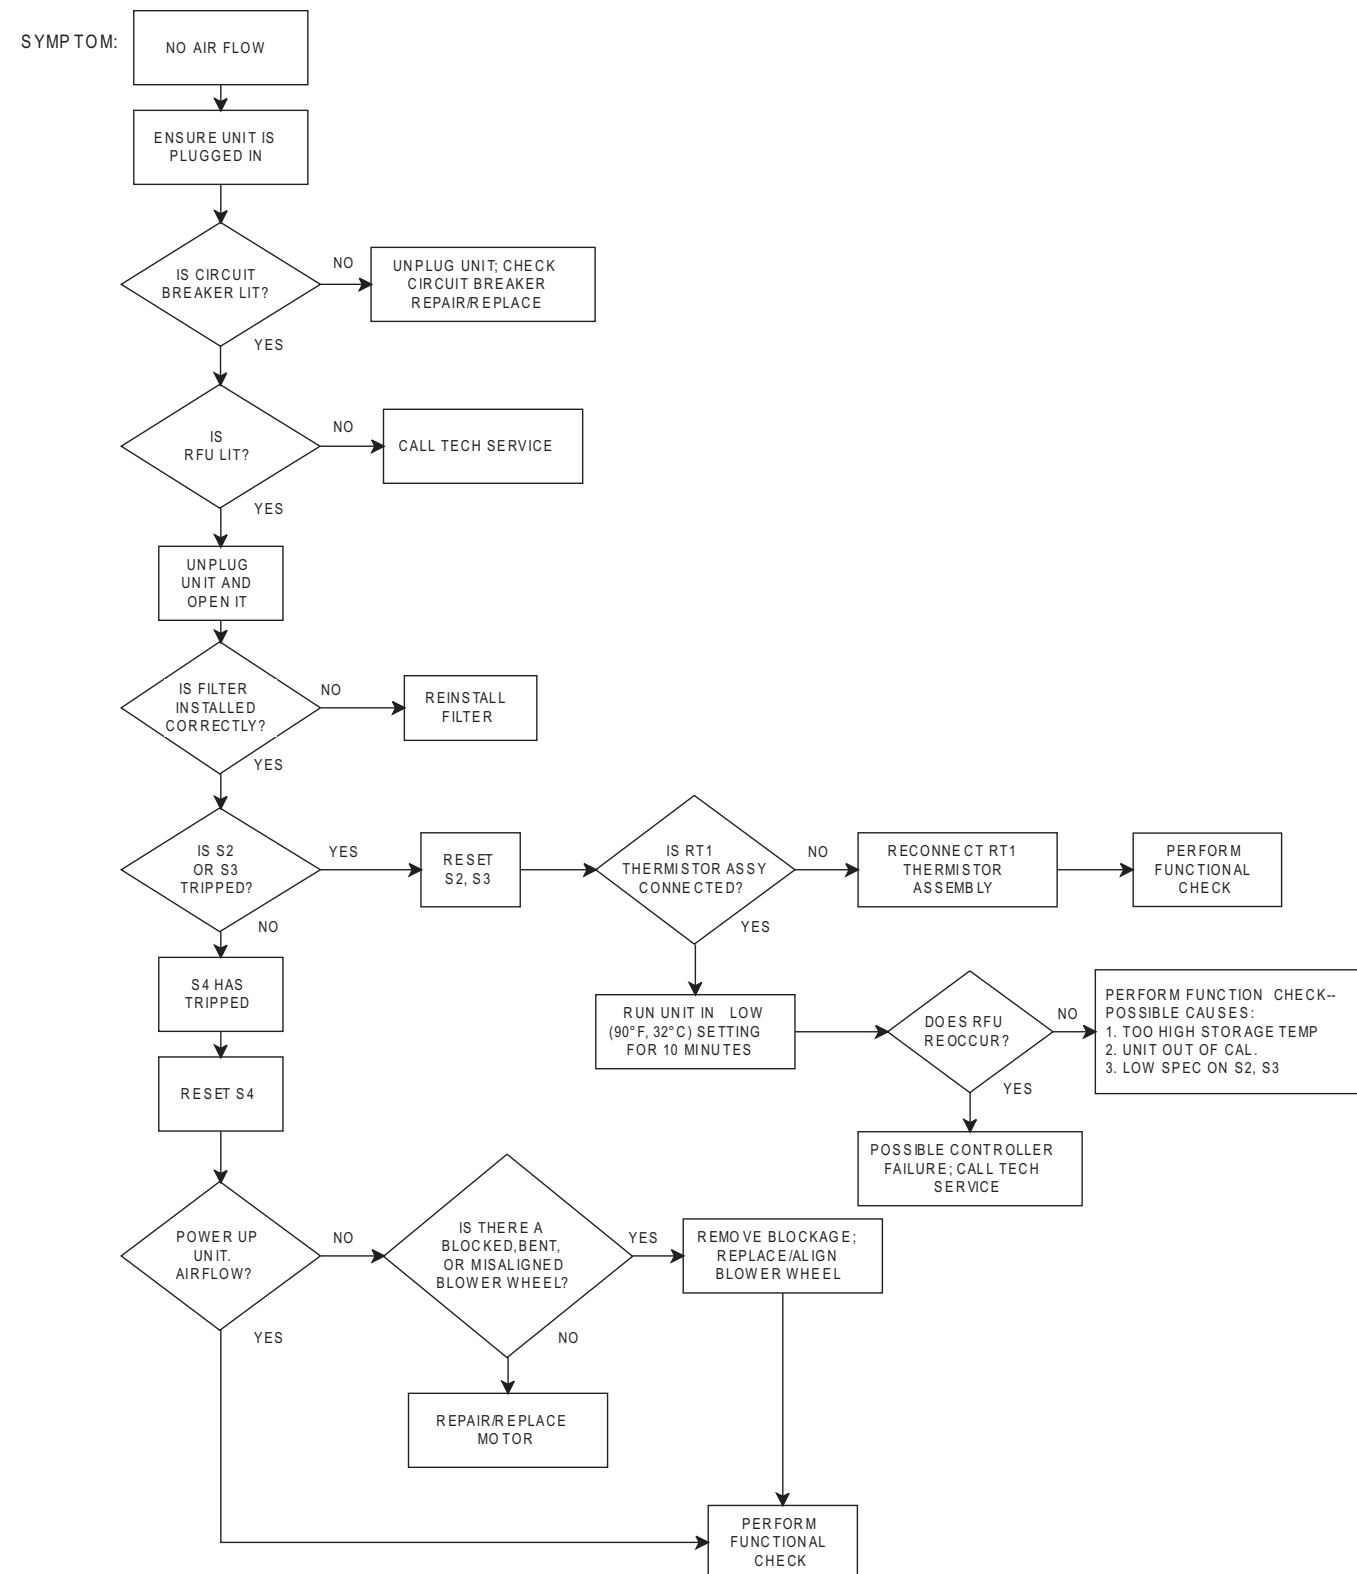 SYMPTOM:
NO AIR FLOW
ENSURE UNIT IS
PLUGGED IN
IS CIRCUIT
BREAKER LIT?
NO
UNPLUG UNIT; CHECK
CIRCUIT BREAKER
REPAIR/REPLACE
YES
IS
RFU LIT?
NO
CALL TECH SERVICE
YES
UNPLUG
UNIT AND
OPEN IT
IS FILTER
INSTALLED
CORRECTLY?
NO
REINSTALL
FILTER
YES
IS S2
OR S3
TRIPPED?
YES
RESET
S2, S3
IS RT1
THERMISTOR ASSY
CONNECTED?
NO
RECONNECT RT1
THERMISTOR
ASSEMBLY
PERFORM
FUNCTIONAL
CHECK
NO
YES
S4 HAS
TRIPPED
RUN UNIT IN LOW
(90°F, 32°C) SETTING
FOR 10 MINUTES
DOES RFU
REOCCUR?
NO
PERFORM FUNCTION CHECK--
POSSIBLE CAUSES:
1. TOO HIGH STORAGE TEMP
2. UNIT OUT OF CAL.
3. LOW SPEC ON S2, S3
YES
RESET S4
POSSIBLE CONTROLLER
FAILURE; CALL TECH
SERVICE
POWER UP
UNIT.
AIRFLOW?
NO
IS THERE A
BLOCKED, BENT,
OR MISALIGNED
BLOWER WHEEL?
YES
REMOVE BLOCKAGE;
REPLACE/ALIGN
BLOWER WHEEL
YES
NO
REPAIR/REPLACE
MOTOR
PERFORM
FUNCTIONAL
CHECK